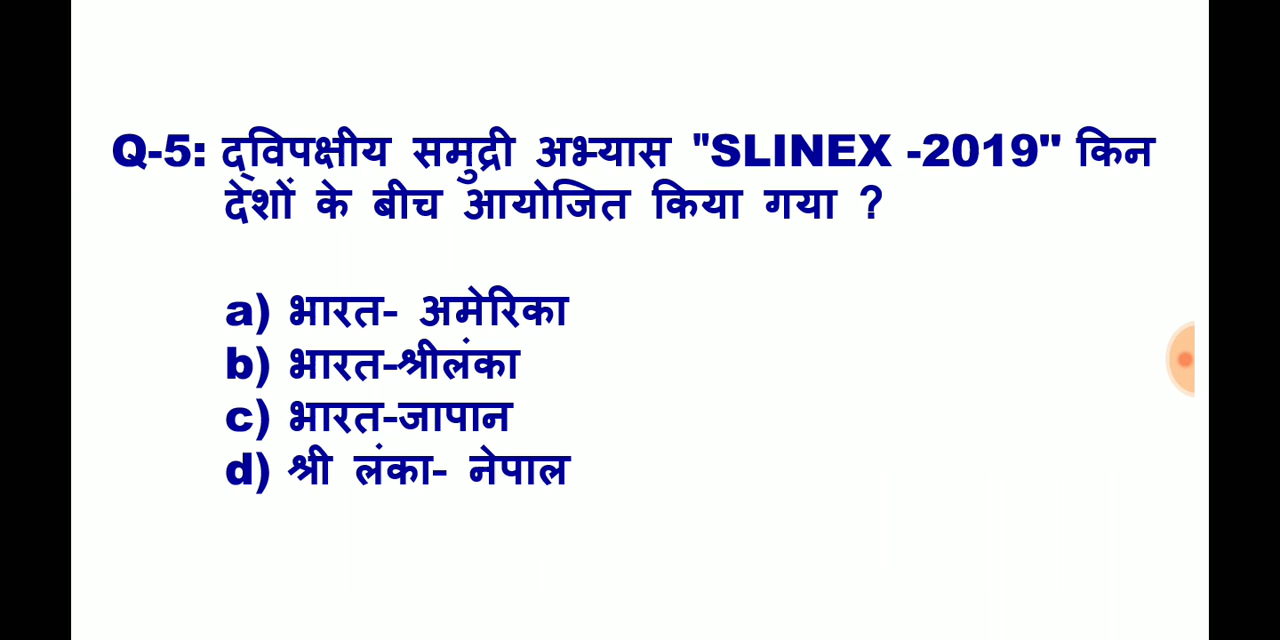 Q-5: द्विपक्षीय समुद्री अभ्यास "SLINEX -2019" किन
देशों के बीच आयोजित किया गया ?
a) भारत- अमेरिका
b) भारत-श्रीलंका
c) भारत-जापान
d) श्री लंका- नेपाल